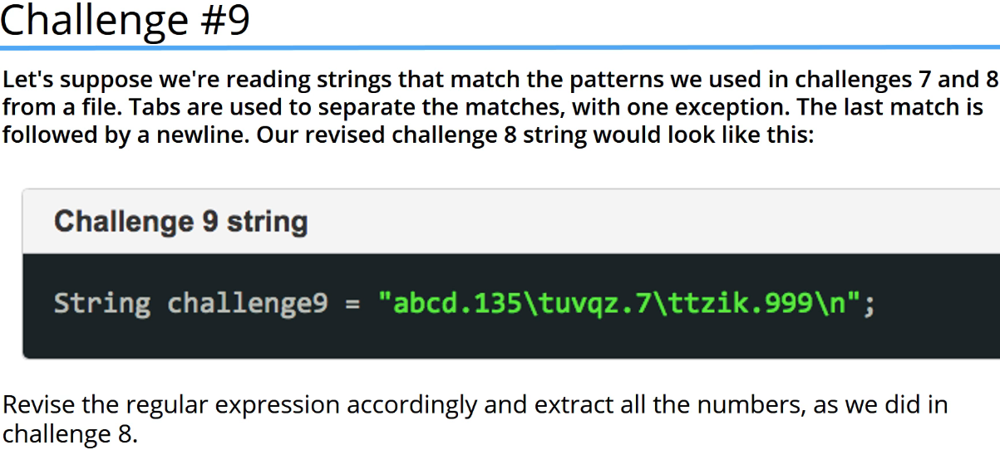 Challenge #9
Let's suppose we're reading strings that match the patterns we used in challenges 7 and 8
from a file. Tabs are used to separate the matches, with one exception. The last match is
followed by a newline. Our revised challenge 8 string would look like this:
Challenge 9 string
String challenge9 = "abcd.135\tuvqz.7\ttzik.999\n";
Revise the regular expression accordingly and extract all the numbers, as we did in
challenge 8.